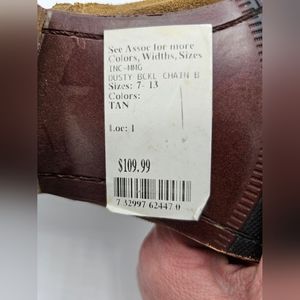 See Assoc for more
Colors, Widths, Sizes
INC-MMG
DUSTY BCKL CHAIN B
Sizes: 7- 13
Colors:
TAN
Loc: 1
$109.99
7 32997 62447 0